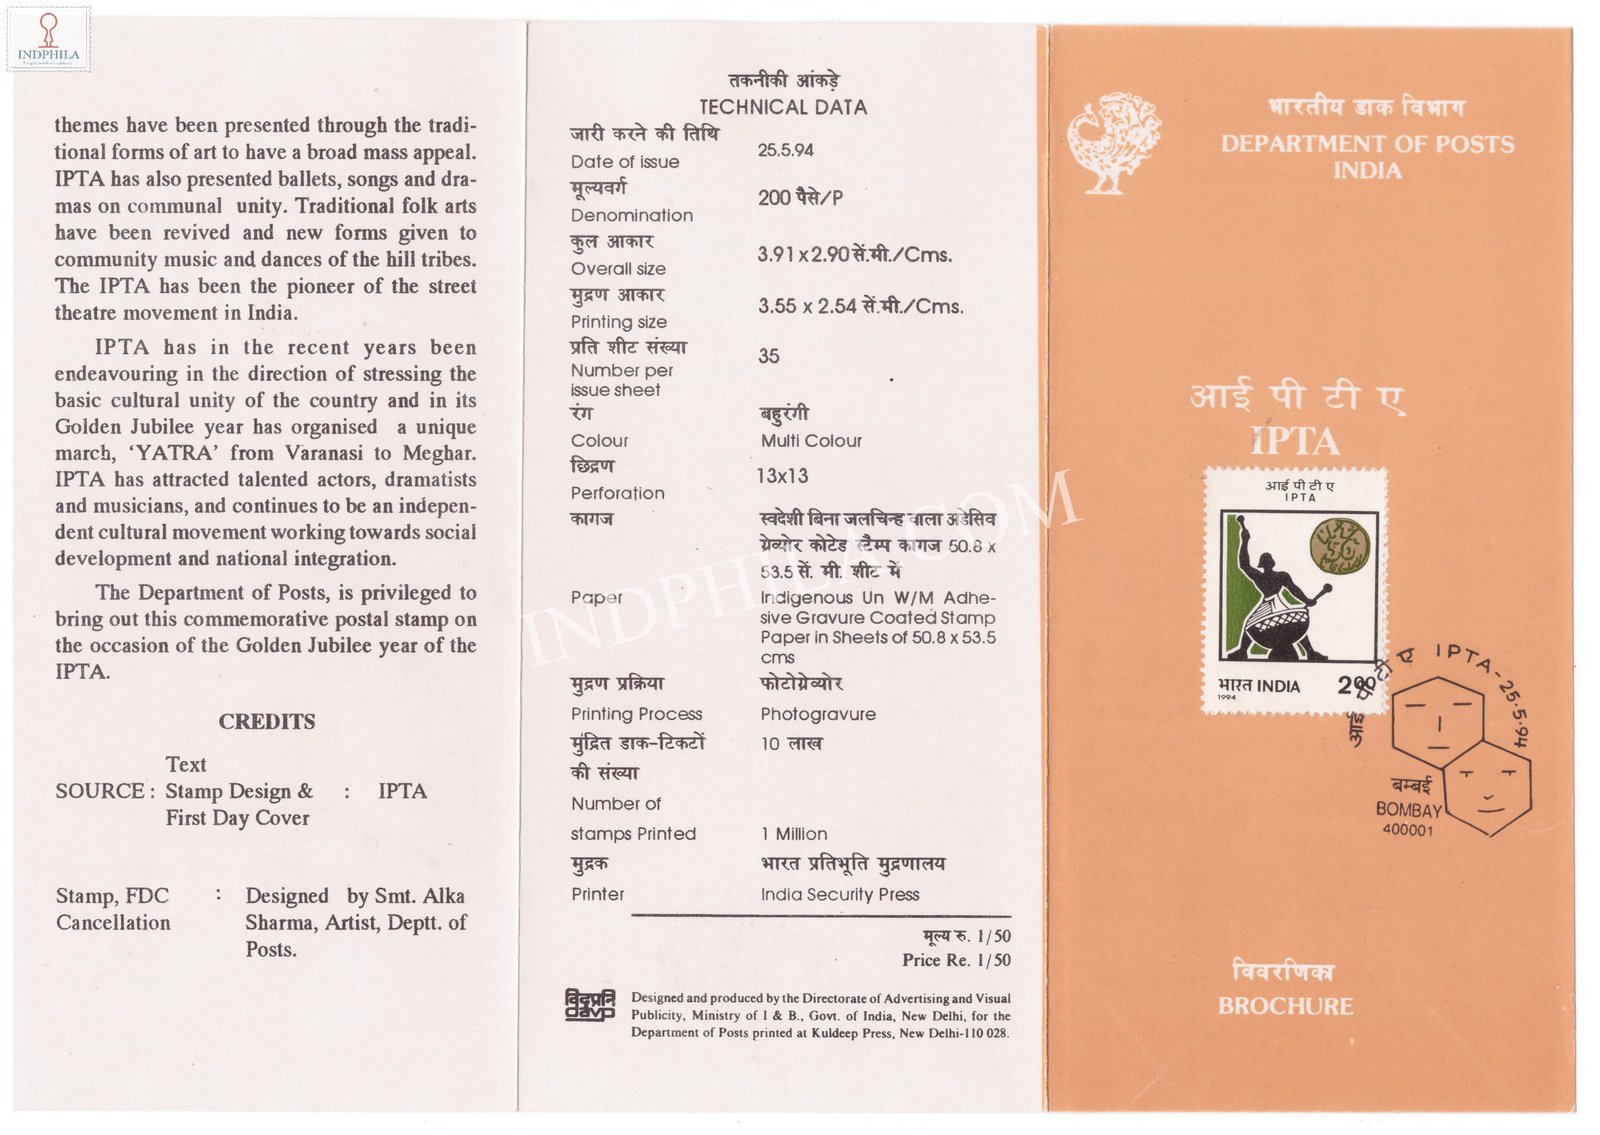 INDPHILA
themes have been presented through the tradi-
tional forms of art to have a broad mass appeal.
IPTA has also presented ballets, songs and dra-
mas on communal unity. Traditional folk arts
have been revived and new forms given to
community music and dances of the hill tribes.
The IPTA has been the pioneer of the street
theatre movement in India.
IPTA has in the recent years been
endeavouring in the direction of stressing the
basic cultural unity of the country and in its
Golden Jubilee year has organised a unique
march, ‘YATRA’ from Varanasi to Meghar.
IPTA has attracted talented actors, dramatists
and musicians, and continues to be an indepen-
dent cultural movement working towards social
development and national integration.
The Department of Posts, is privileged to
bring out this commemorative postal stamp on
the occasion of the Golden Jubilee year of the
IPTA.
CREDITS
Text
SOURCE : Stamp Design & : IPTA
First Day Cover
Stamp, FDC : Designed by Smt. Alka
Cancellation Sharma, Artist, Deptt. of
Posts.
तकनीकी आंकड़े
TECHNICAL DATA
जारी करने की तिथि
Date of issue 25.5.94
मूल्यवर्ग
Denomination 200 पैसे/P
कुल आकार
Overall size 3.91 x 2.90 सें.मी./Cms.
मुद्रण आकार
Printing size 3.55 x 2.54 सें.मी./Cms.
प्रति शीट संख्या
Number per 35
issue sheet
रंग बहुरंगी
Colour Multi Colour
छिद्रण
Perforation 13x13
कागज स्वदेशी बिना जलचिन्ह वाला अडेसिव
ग्रेव्योर कोटेड स्टैम्प कागज 50.8 x
53.5 सें. मी. शीट में
Paper Indigenous Un W/M Adhe-
sive Gravure Coated Stamp
Paper in Sheets of 50.8 x 53.5
cms
मुद्रण प्रक्रिया फोटोग्रेव्योर
Printing Process Photogravure
मुंद्रित डाक-टिकटों 10 लाख
की संख्या
Number of
stamps Printed 1 Million
मुद्रक भारत प्रतिभूति मुद्रणालय
Printer India Security Press
मूल्य रु. 1/50
Price Re. 1/50
विदृप्रनि
davp
Designed and produced by the Directorate of Advertising and Visual
Publicity, Ministry of I & B., Govt. of India, New Delhi, for the
Department of Posts printed at Kuldeep Press, New Delhi-110 028.
भारतीय डाक विभाग
DEPARTMENT OF POSTS
INDIA
आई पी टी ए
IPTA
आई पी टी ए
IPTA
भारत INDIA 200
1994
आई पी टी ए IPTA-25.5.94
बम्बई
BOMBAY
400001
विवरणिका
BROCHURE
INDPHILA.COM